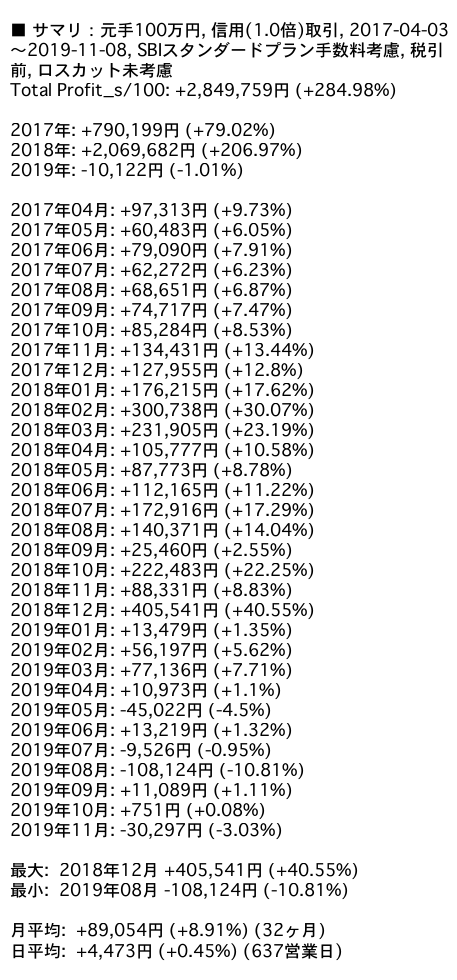 ■ サマリ：元手100万円, 信用(1.0倍)取引, 2017-04-03
〜2019-11-08, SBIスタンダードプラン手数料考慮, 税引
前, ロスカット未考慮
Total Profit_s/100: +2,849,759円 (+284.98%)
2017年: +790,199円 (+79.02%)
2018年: +2,069,682円 (+206.97%)
2019年: -10,122円 (-1.01%)
2017年04月: +97,313円 (+9.73%)
2017年05月: +60,483円 (+6.05%)
2017年06月: +79,090円 (+7.91%)
2017年07月: +62,272円 (+6.23%)
2017年08月: +68,651円 (+6.87%)
2017年09月: +74,717円 (+7.47%)
2017年10月: +85,284円 (+8.53%)
2017年11月: +134,431円 (+13.44%)
2017年12月: +127,955円 (+12.8%)
2018年01月: +176,215円 (+17.62%)
2018年02月: +300,738円 (+30.07%)
2018年03月: +231,905円 (+23.19%)
2018年04月: +105,777円 (+10.58%)
2018年05月: +87,773円 (+8.78%)
2018年06月: +112,165円 (+11.22%)
2018年07月: +172,916円 (+17.29%)
2018年08月: +140,371円 (+14.04%)
2018年09月: +25,460円 (+2.55%)
2018年10月: +222,483円 (+22.25%)
2018年11月: +88,331円 (+8.83%)
2018年12月: +405,541円 (+40.55%)
2019年01月: +13,479円 (+1.35%)
2019年02月: +56,197円 (+5.62%)
2019年03月: +77,136円 (+7.71%)
2019年04月: +10,973円 (+1.1%)
2019年05月: -45,022円 (-4.5%)
2019年06月: +13,219円 (+1.32%)
2019年07月: -9,526円 (-0.95%)
2019年08月: -108,124円 (-10.81%)
2019年09月: +11,089円 (+1.11%)
2019年10月: +751円 (+0.08%)
2019年11月: -30,297円 (-3.03%)
最大: 2018年12月 +405,541円 (+40.55%)
最小: 2019年08月 -108,124円 (-10.81%)
月平均: +89,054円 (+8.91%) (32ヶ月)
日平均: +4,473円 (+0.45%) (637営業日)